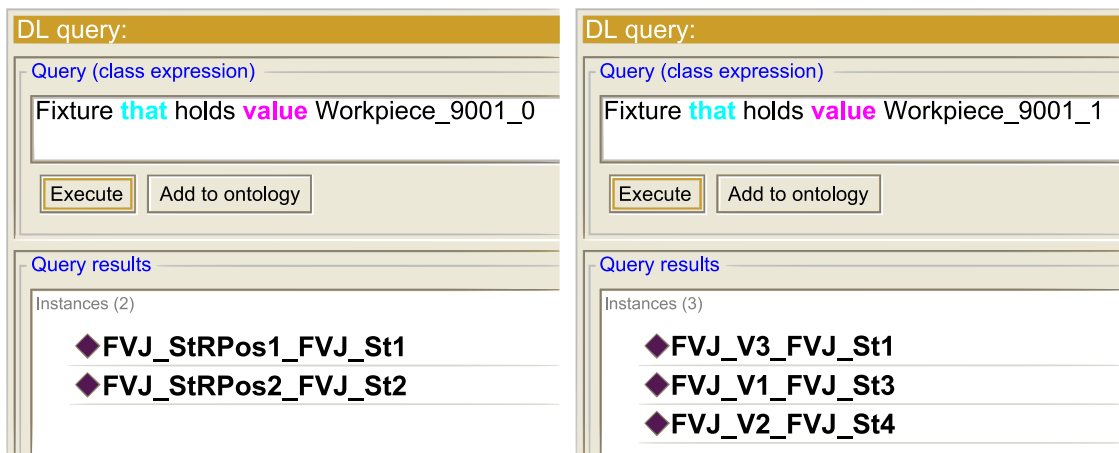 DL query:
Query (class expression)
Fixture that holds value Workpiece_9001_0
Execute
Add to ontology
Query results
Instances (2)
FVJ_StRPos1_FVJ_St1
FVJ_StRPos2_FVJ_St2
DL query:
Query (class expression)
Fixture that holds value Workpiece_9001_1
Execute
Add to ontology
Query results
Instances (3)
FVJ_V3_FVJ_St1
FVJ_V1_FVJ_St3
FVJ_V2_FVJ_St4